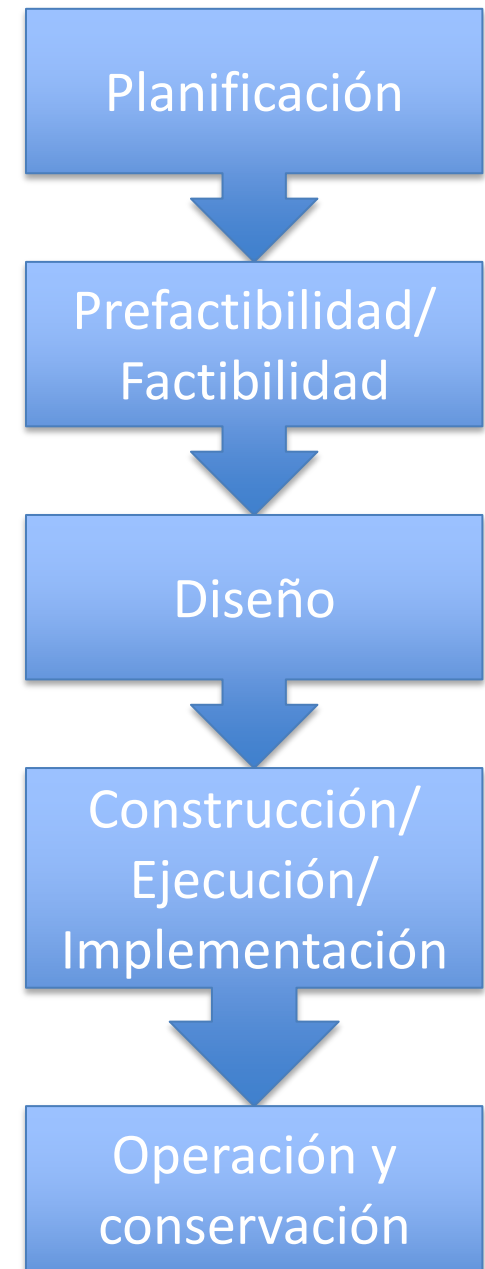 Planificación
Prefactibilidad/
Factibilidad
Diseño
Construcción/
Ejecución/
Implementación
Operación y
conservación